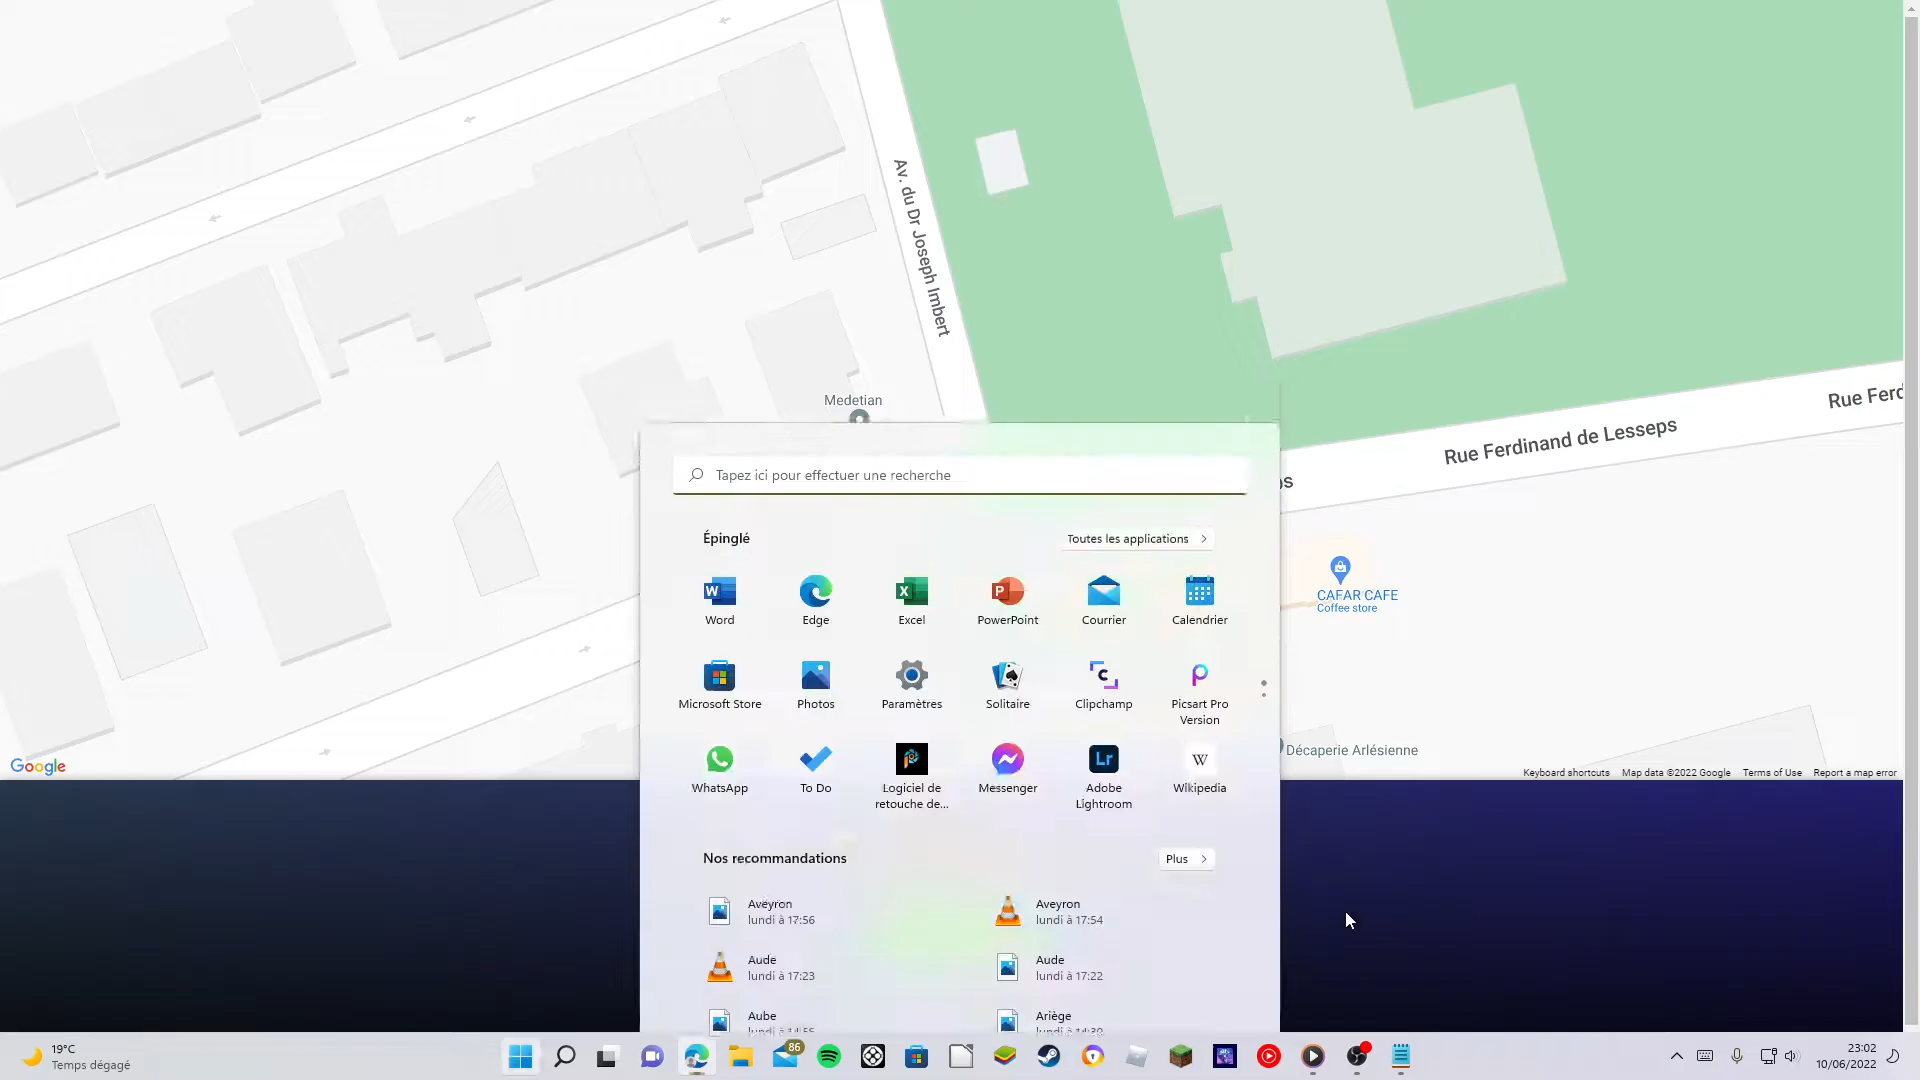 Av. du Dr Joseph Imbert
Medetian
Rue Ferdinand de Lesseps
CAFAR CAFE
Coffee store
Décaperie Arlésienne
Google
Keyboard shortcuts
Map data ©2022 Google
Terms of Use
Report a map error
Tapez ici pour effectuer une recherche
Épinglé
Toutes les applications
Word
Edge
Excel
PowerPoint
Courrier
Calendrier
Microsoft Store
Photos
Paramètres
Solitaire
Clipchamp
Picsart Pro
Version
WhatsApp
To Do
Logiciel de
retouche de...
Messenger
Lr
Adobe
Lightroom
W
Wikipedia
Nos recommandations
Plus
Aveyron
lundi à 17:56
Aveyron
lundi à 17:54
Aude
lundi à 17:23
Aude
lundi à 17:22
Aube
Ariège
19°C
Temps dégagé
86
23:02
10/06/2022